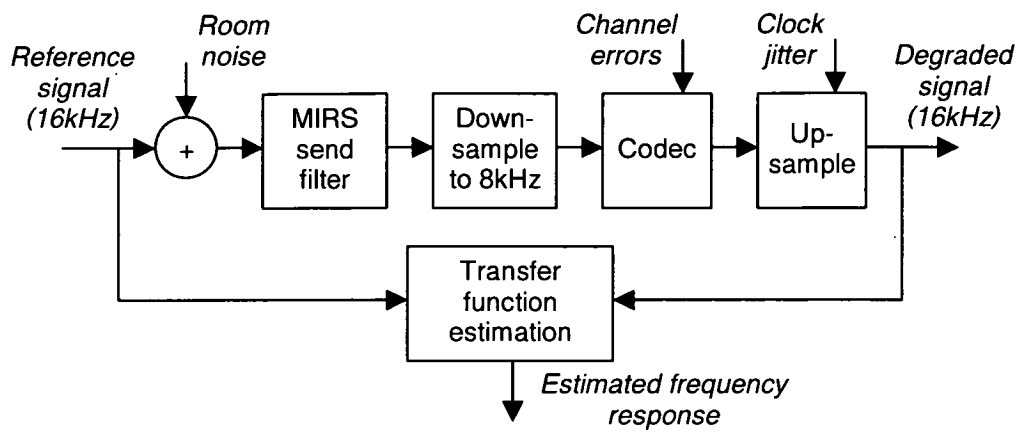 Reference
signal
(16kHz)
Room
noise
+
MIRS
send
filter
Down-
sample
to 8kHz
Channel
errors
Codec
Clock
jitter
Up-
sample
Degraded
signal
(16kHz)
Transfer
function
estimation
Estimated frequency
response